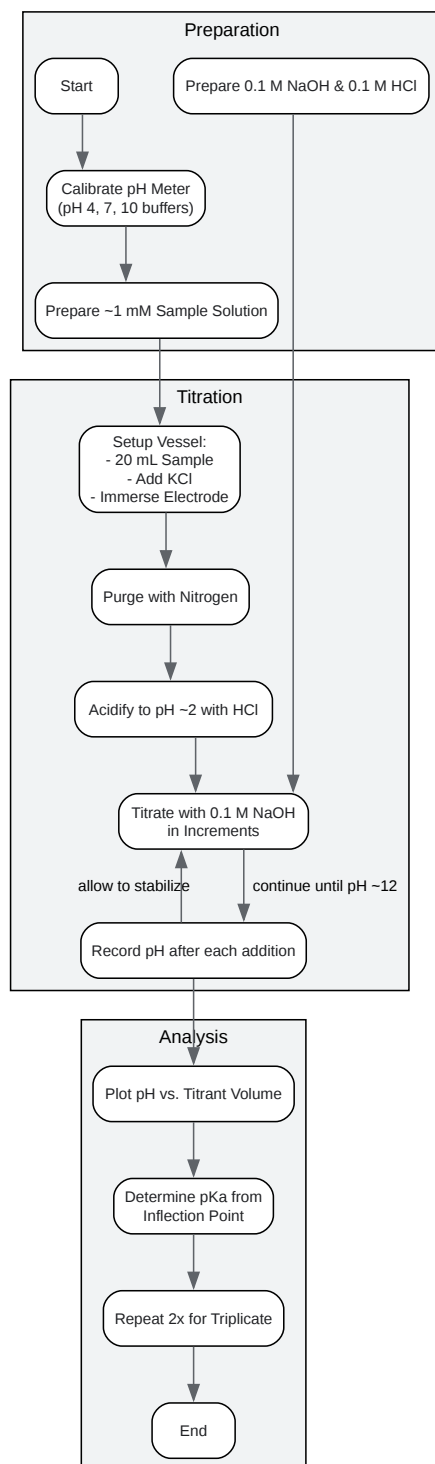 Preparation
Start
Prepare 0.1 M NaOH & 0.1 M HCl
Calibrate pH Meter
(pH 4, 7, 10 buffers)
Prepare ~1 mM Sample Solution
Titration
Setup Vessel:
- 20 mL Sample
- Add KCl
- Immerse Electrode
Purge with Nitrogen
Acidify to pH ~2 with HCl
Titrate with 0.1 M NaOH
in Increments
allow to stabilize
continue until pH ~12
Record pH after each addition
Analysis
Plot pH vs. Titrant Volume
Determine pKa from
Inflection Point
Repeat 2x for Triplicate
End